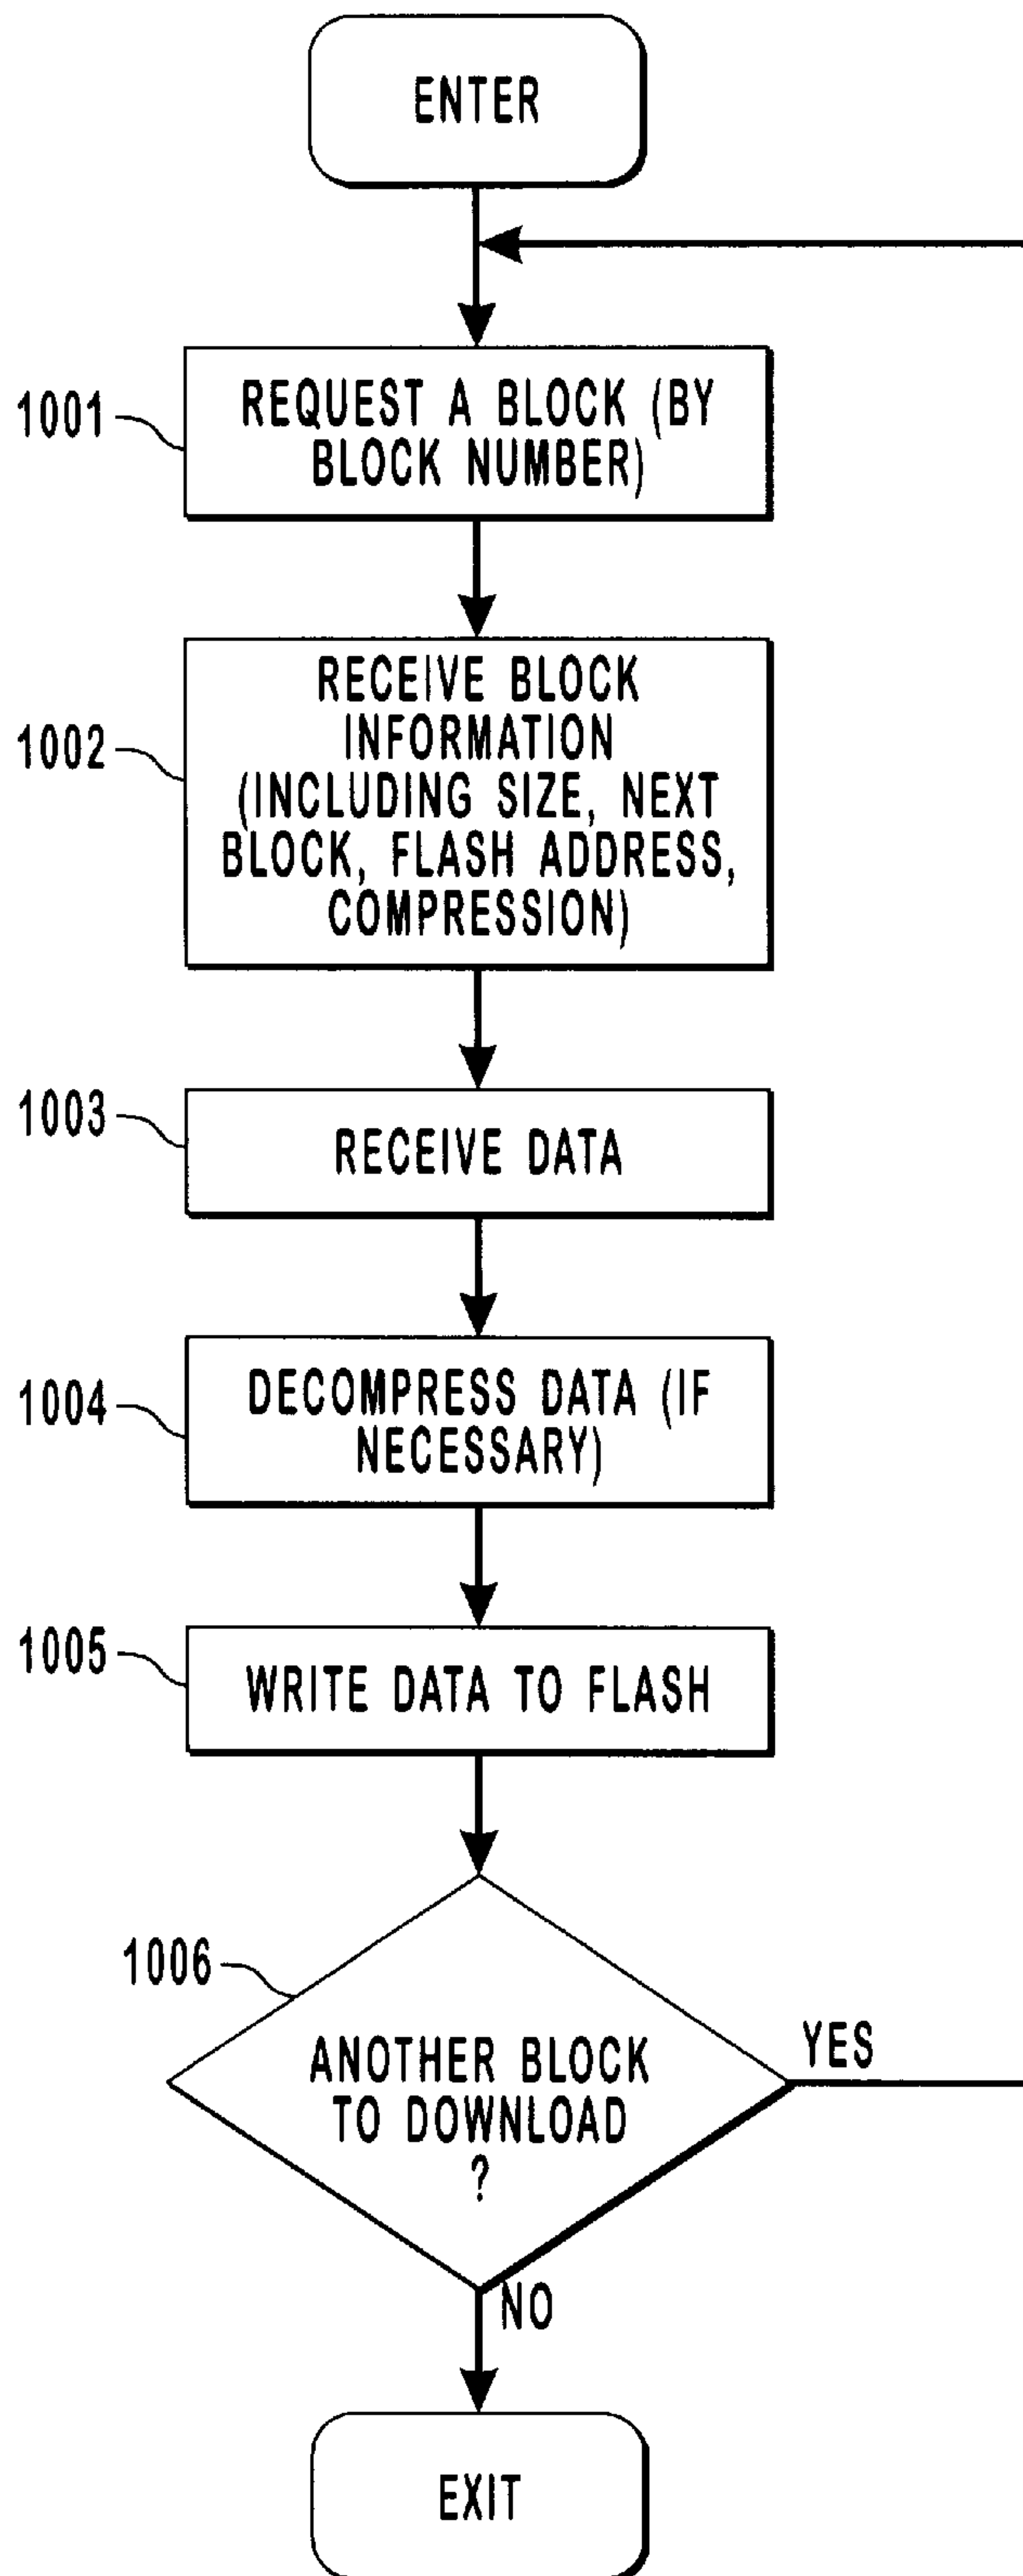 ENTER
1001
REQUEST A BLOCK (BY
BLOCK NUMBER)
1002
RECEIVE BLOCK
INFORMATION
(INCLUDING SIZE, NEXT
BLOCK, FLASH ADDRESS,
COMPRESSION)
1003
RECEIVE DATA
1004
DECOMPRESS DATA (IF
NECESSARY)
1005
WRITE DATA TO FLASH
1006
ANOTHER BLOCK
TO DOWNLOAD
?
YES
NO
EXIT